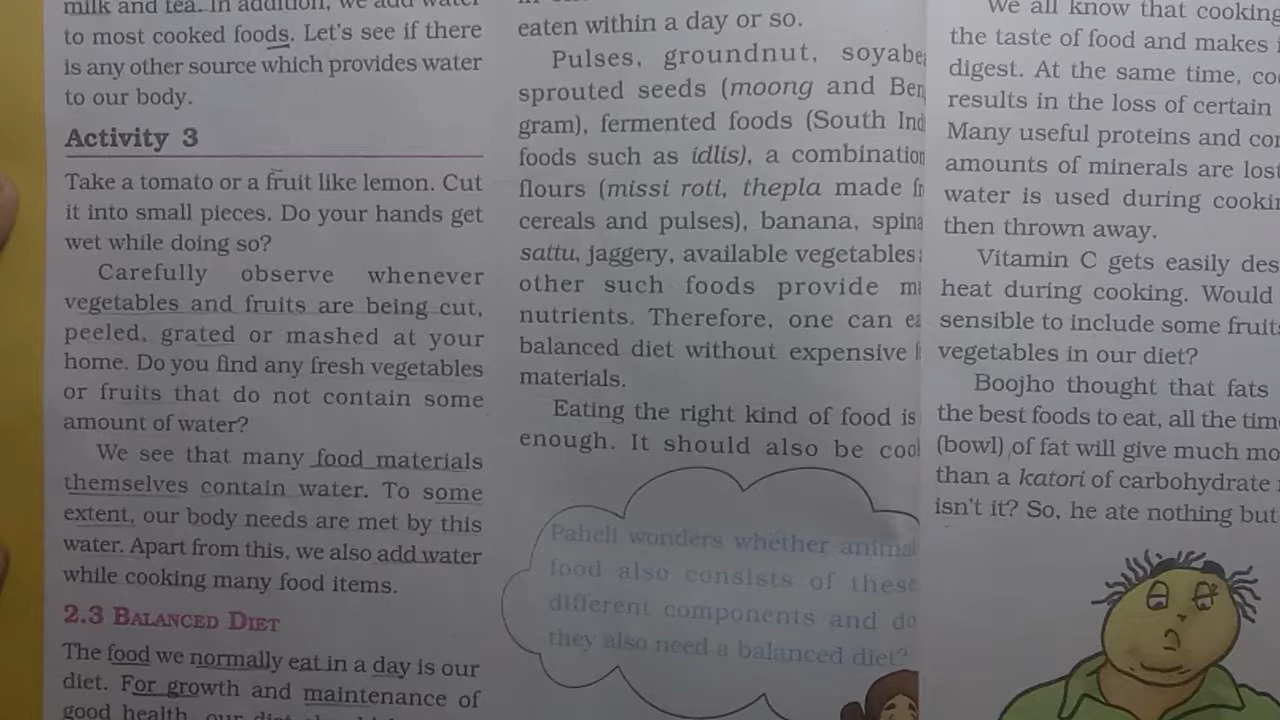 milk and tea. In addition, we add water
to most cooked foods. Let's see if there
is any other source which provides water
to our body.
Activity 3
Take a tomato or a fruit like lemon. Cut
it into small pieces. Do your hands get
wet while doing so?
Carefully observe whenever
vegetables and fruits are being cut,
peeled, grated or mashed at your
home. Do you find any fresh vegetables
or fruits that do not contain some
amount of water?
We see that many food materials
themselves contain water. To some
extent, our body needs are met by this
water. Apart from this, we also add water
while cooking many food items.
2.3 BALANCED DIET
The food we normally eat in a day is our
diet. For growth and maintenance of
good health, our diet
eaten within a day or so.
Pulses, groundnut, soyabe
sprouted seeds (moong and Ben
gram), fermented foods (South Ind
foods such as idlis), a combination
flours (missi roti, thepla made fr
cereals and pulses), banana, spina
sattu, jaggery, available vegetables
other such foods provide m
nutrients. Therefore, one can ea
balanced diet without expensive f
materials.
Eating the right kind of food is
enough. It should also be coo
Paheli wonders whether animal
food also consists of these
different components and do
they also need a balanced diet?
We all know that cooking
the taste of food and makes i
digest. At the same time, co
results in the loss of certain
Many useful proteins and con
amounts of minerals are lost
water is used during cookin
then thrown away.
Vitamin C gets easily des
heat during cooking. Would
sensible to include some fruits
vegetables in our diet?
Boojho thought that fats
the best foods to eat, all the tim
(bowl) of fat will give much mo
than a katori of carbohydrate
isn't it? So, he ate nothing but